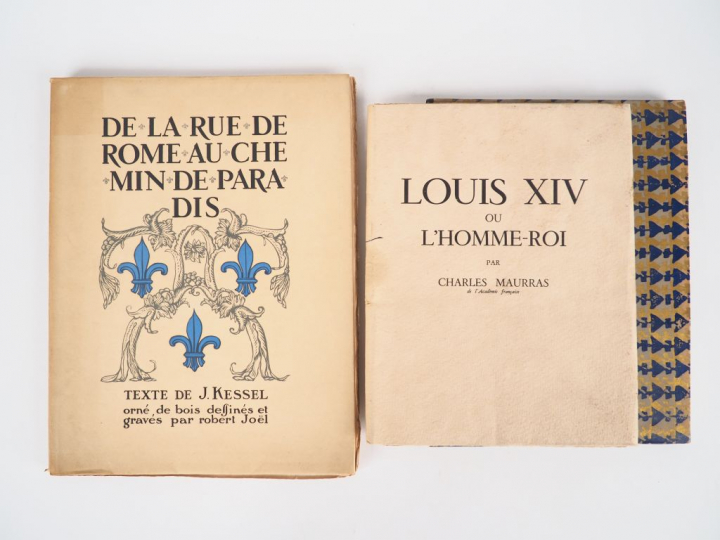 DE LA RUE DE
ROME AU CHE
MIN DE PARA
DIS
TEXTE DE J. KESSEL
orné de bois dessinés et
gravés par robert Joël
LOUIS XIV
OU
L'HOMME-ROI
PAR
CHARLES MAURRAS
de l'Académie française